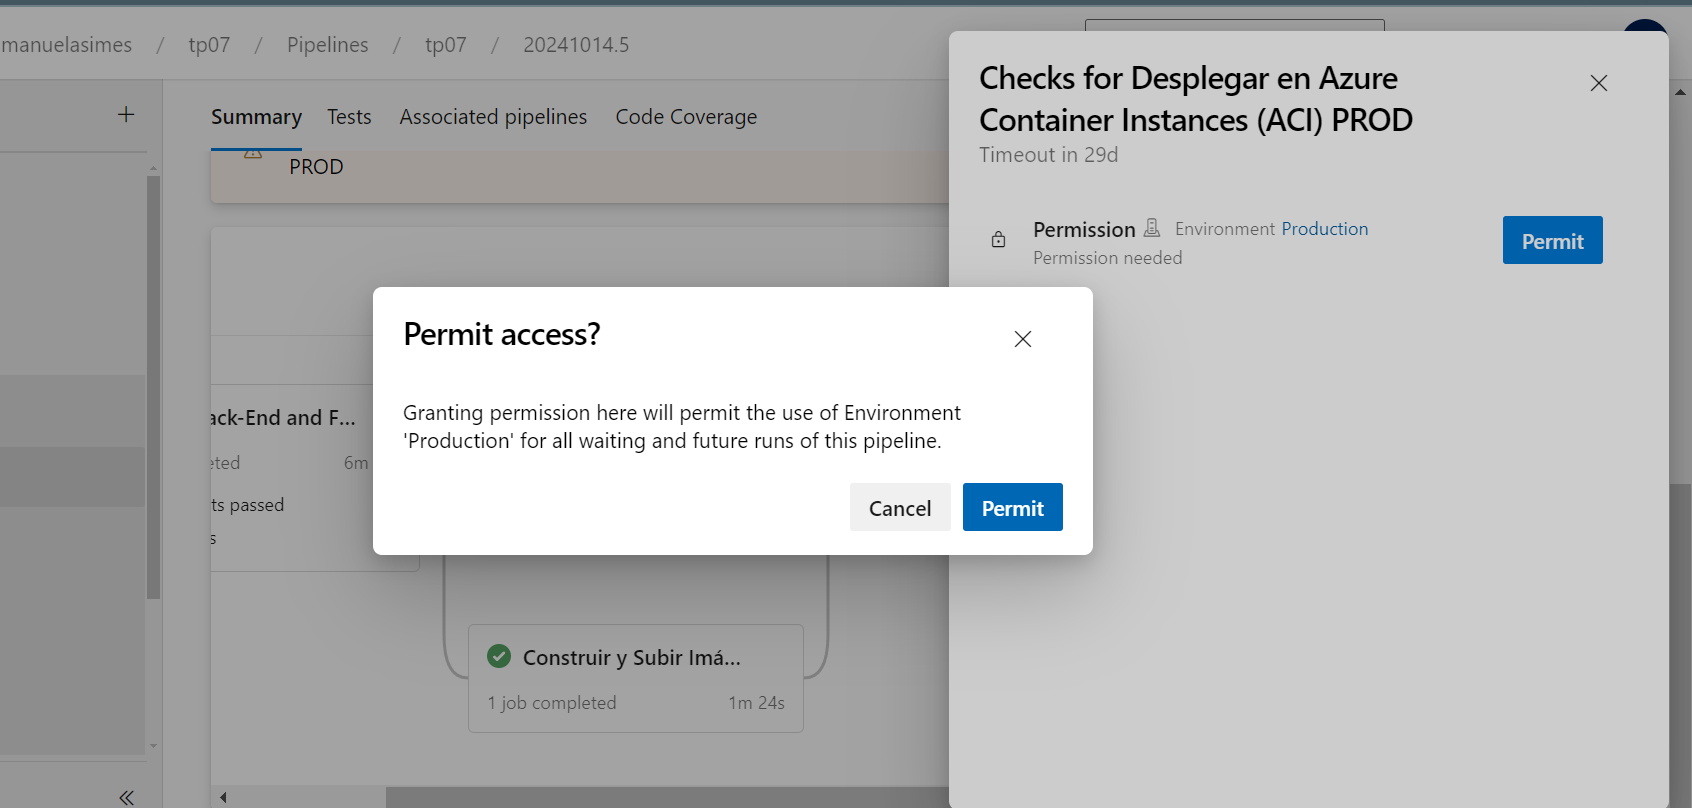 manuelasimes / tp07 / Pipelines / tp07 / 20241014.5
Summary Tests Associated pipelines Code Coverage
PROD
Checks for Desplegar en Azure
Container Instances (ACI) PROD
Timeout in 29d
Permission Environment Production
Permission needed
Permit
Permit access?
Granting permission here will permit the use of Environment
'Production' for all waiting and future runs of this pipeline.
Cancel Permit
ack-End and F...
eted 6m
ts passed
s
Construir y Subir Imá...
1 job completed 1m 24s